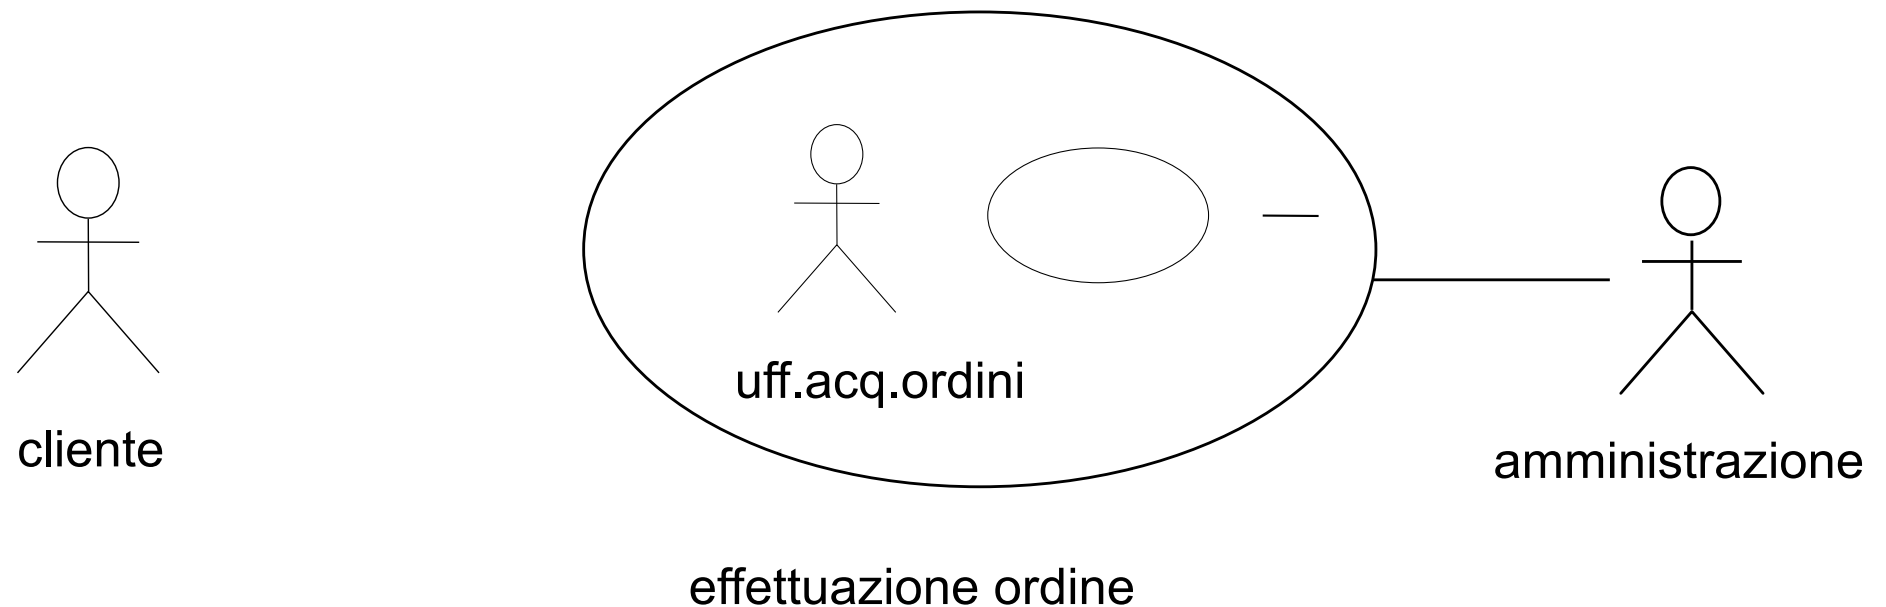 uff.acq.ordini
cliente
amministrazione
effettuazione ordine